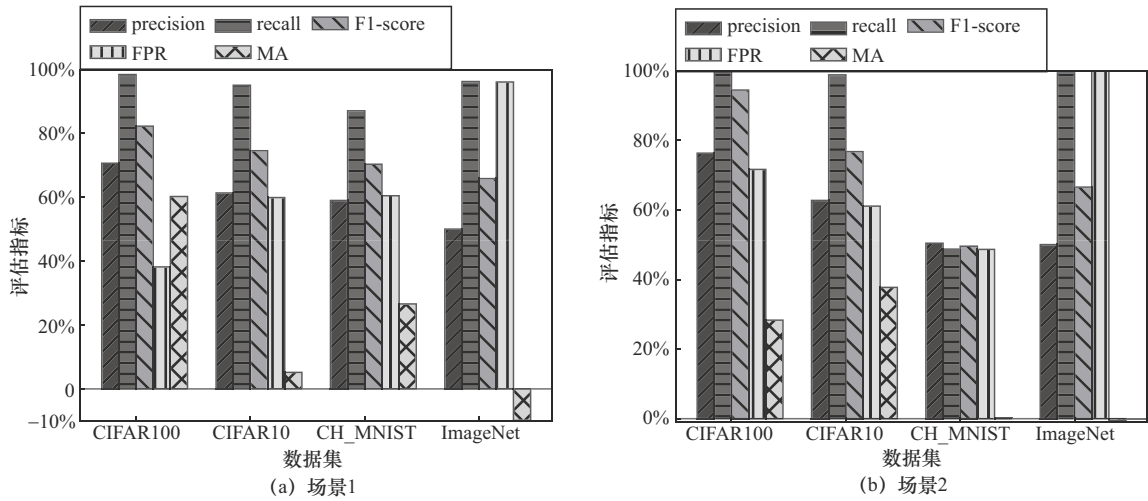 precision recall F1-score
FPR MA
100%
80%
60%
40%
20%
0
−10%
评估指标
CIFAR100 CIFAR10 CH_MNIST ImageNet
数据集
(a) 场景1
precision recall F1-score
FPR MA
100%
80%
60%
40%
20%
0%
评估指标
CIFAR100 CIFAR10 CH_MNIST ImageNet
数据集
(b) 场景2